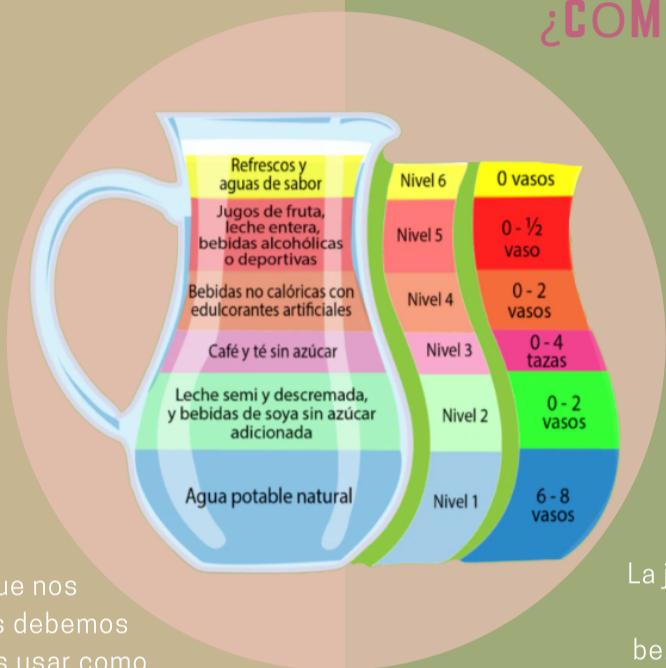 ¿COM
Refrescos y
aguas de sabor
Nivel 6
0 vasos
Jugos de fruta,
leche entera,
bebidas alcohólicas
o deportivas
Nivel 5
0 - ½
vaso
Bebidas no calóricas con
edulcorantes artificiales
Nivel 4
0 - 2
vasos
Café y té sin azúcar
Nivel 3
0 - 4
tazas
Leche semi y descremada,
y bebidas de soya sin azúcar
adicionada
Nivel 2
0 - 2
vasos
Agua potable natural
Nivel 1
6 - 8
vasos
ue nos
s debemos
s usar como
La j
be